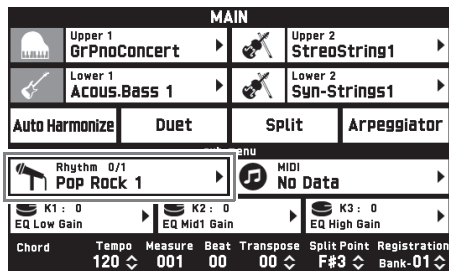 MAIN
Upper 1
GrPnoConcert
Upper 2
StreoString1
Lower 1
Acous.Bass 1
Lower 2
Syn-Strings1
Auto Harmonize Duet Split Arpeggiator
enu
Rhythm 0/1
Pop Rock 1
MIDI
No Data
K1: 0
EQ Low Gain
K2: 0
EQ Mid1 Gain
K3: 0
EQ High Gain
Chord Tempo Measure Beat Transpose Split Point Registration
120 001 00 00 F#3 Bank-01